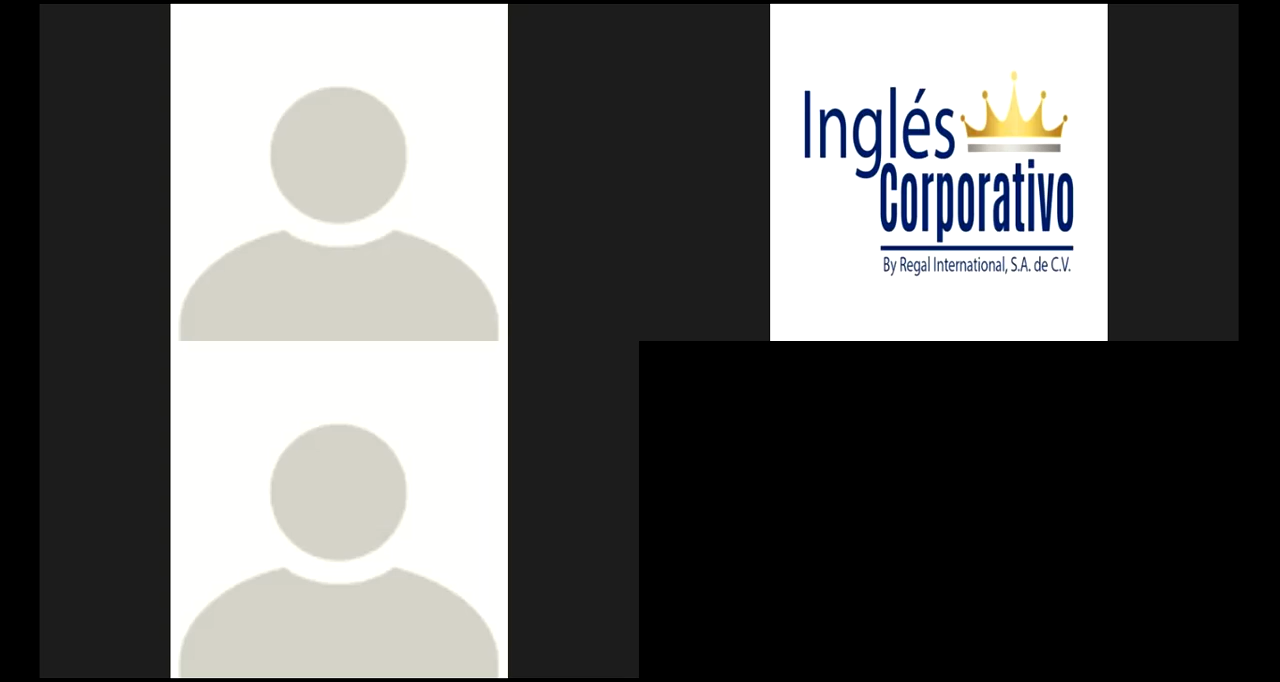 Inglés
Corporativo
By Regal International, S.A. de C.V.